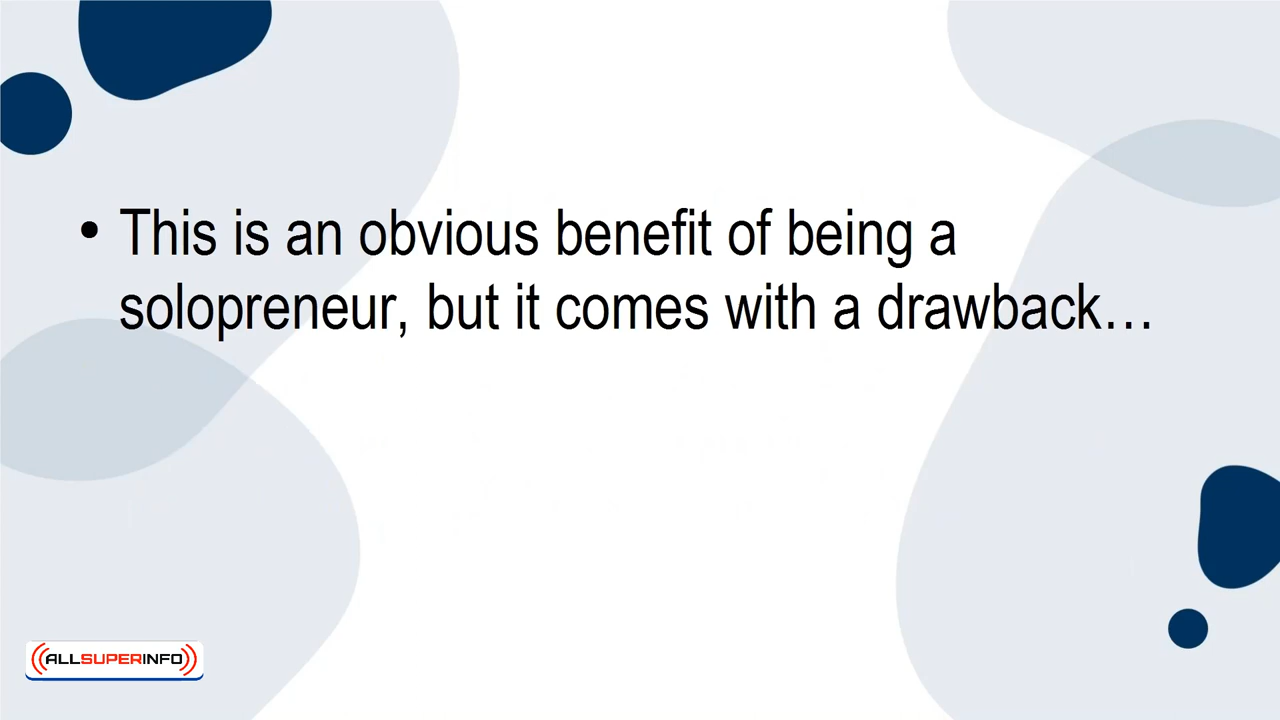 • This is an obvious benefit of being a
solopreneur, but it comes with a drawback…
ALLSUPERINFO